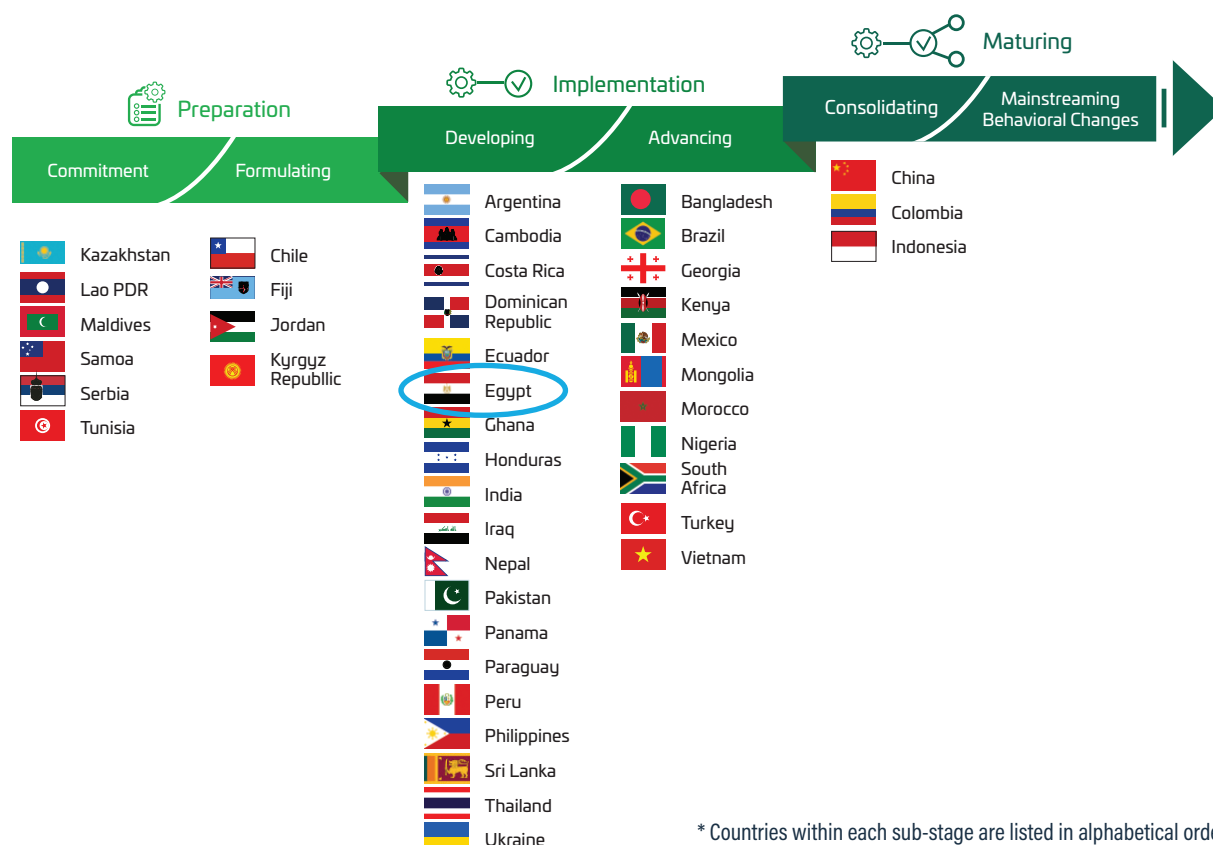 Maturing
Implementation
Preparation
Consolidating
Mainstreaming
Behavioral Changes
Developing
Advancing
Commitment
Formulating
Kazakhstan
Lao PDR
Maldives
Samoa
Serbia
Tunisia
Chile
Fiji
Jordan
Kyrgyz
Republlic
Argentina
Cambodia
Costa Rica
Dominican
Republic
Ecuador
Egypt
Ghana
Honduras
India
Iraq
Nepal
Pakistan
Panama
Paraguay
Peru
Philippines
Sri Lanka
Thailand
Ukraine
Bangladesh
Brazil
Georgia
Kenya
Mexico
Mongolia
Morocco
Nigeria
South
Africa
Turkey
Vietnam
China
Colombia
Indonesia
* Countries within each sub-stage are listed in alphabetical orde